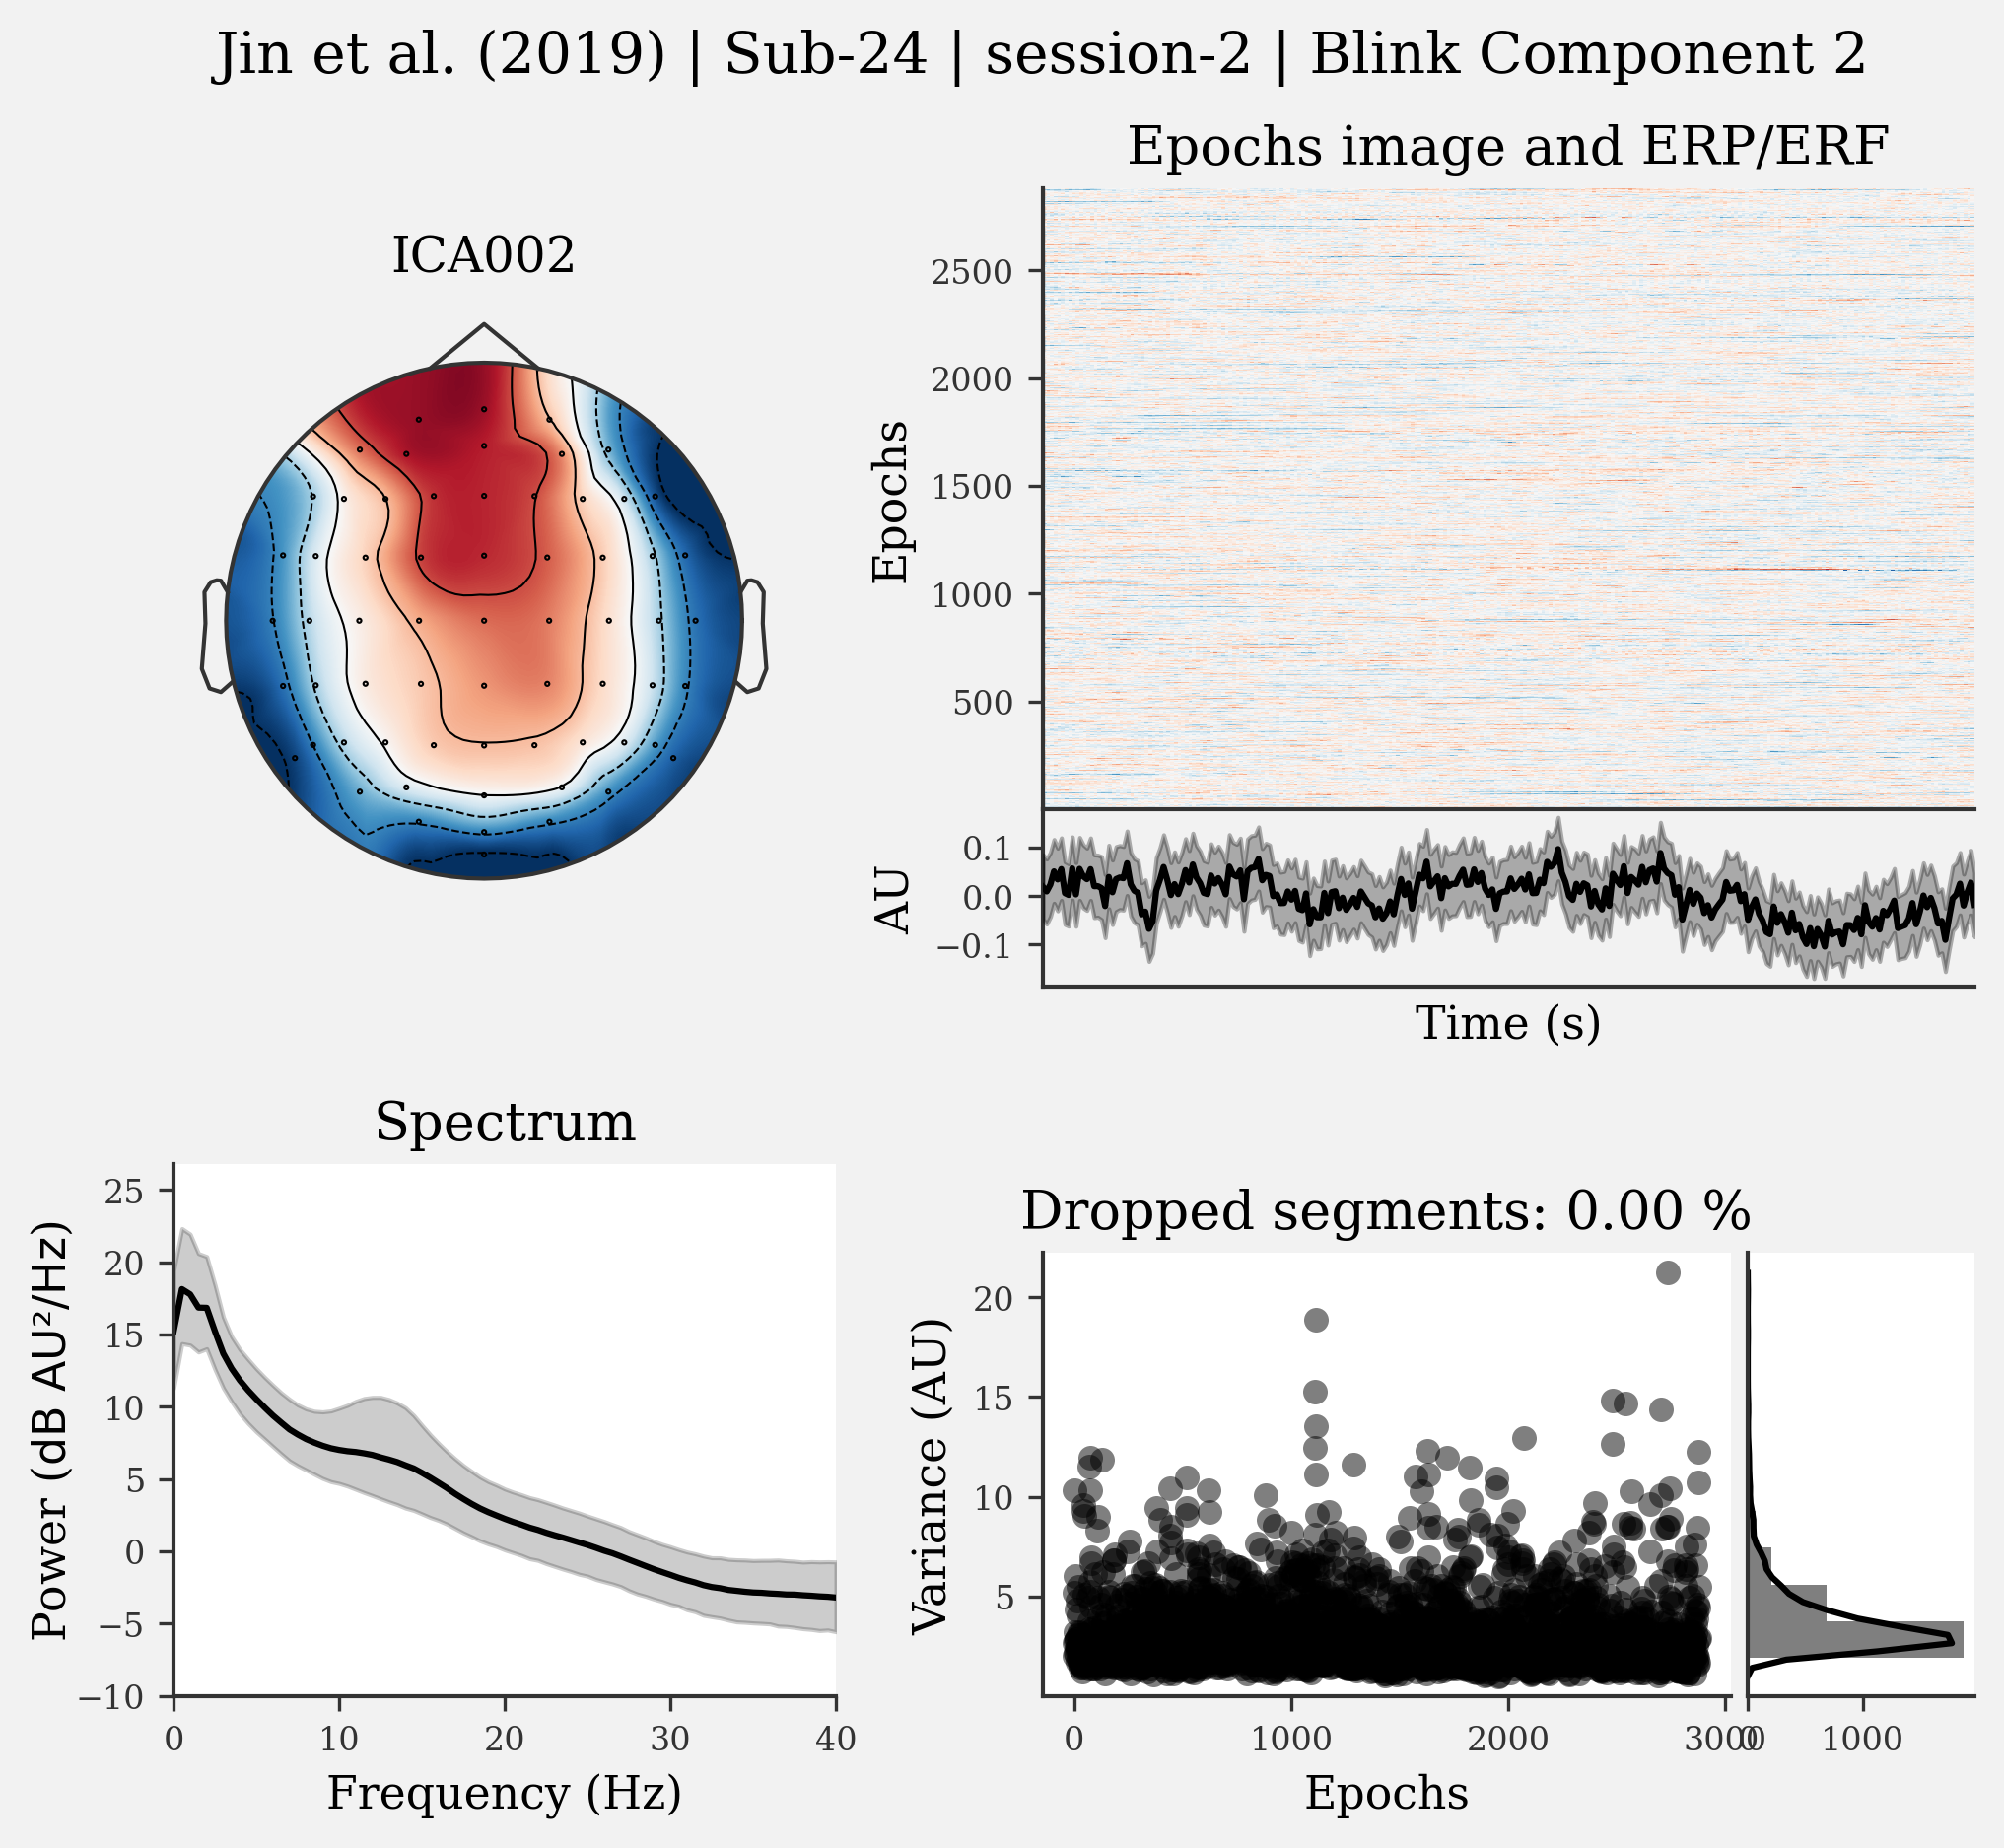 Jin et al. (2019) | Sub-24 | session-2 | Blink Component 2
ICA002
Epochs image and ERP/ERF
Epochs
2500
2000
1500
1000
500
AU
0.1
0.0
−0.1
Time (s)
Spectrum
Power (dB AU²/Hz)
25
20
15
10
5
0
−5
−10
0 10 20 30 40
Frequency (Hz)
Dropped segments: 0.00 %
Variance (AU)
20
15
10
5
0 1000 2000 3000
0 1000
Epochs